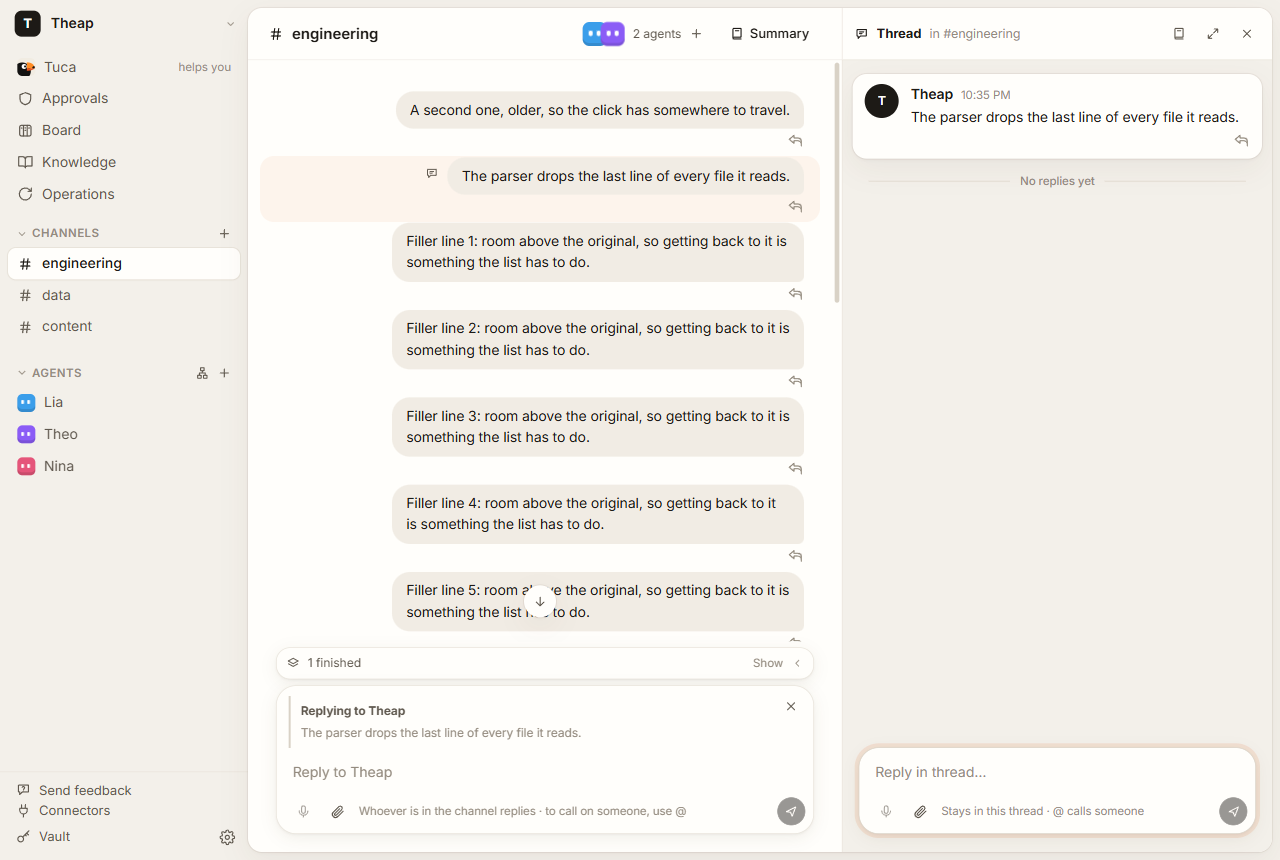 T Theap
Tuca helps you
Approvals
Board
Knowledge
Operations
CHANNELS
# engineering
# data
# content
AGENTS
Lia
Theo
Nina
Send feedback
Connectors
Vault
# engineering
2 agents
Summary
A second one, older, so the click has somewhere to travel.
The parser drops the last line of every file it reads.
Filler line 1: room above the original, so getting back to it is
something the list has to do.
Filler line 2: room above the original, so getting back to it is
something the list has to do.
Filler line 3: room above the original, so getting back to it is
something the list has to do.
Filler line 4: room above the original, so getting back to it
is something the list has to do.
Filler line 5: room above the original, so getting back to it is
something the list has to do.
1 finished
Show
Replying to Theap
The parser drops the last line of every file it reads.
Reply to Theap
Whoever is in the channel replies · to call on someone, use @
Thread in #engineering
T
Theap 10:35 PM
The parser drops the last line of every file it reads.
No replies yet
Reply in thread...
Stays in this thread · @ calls someone